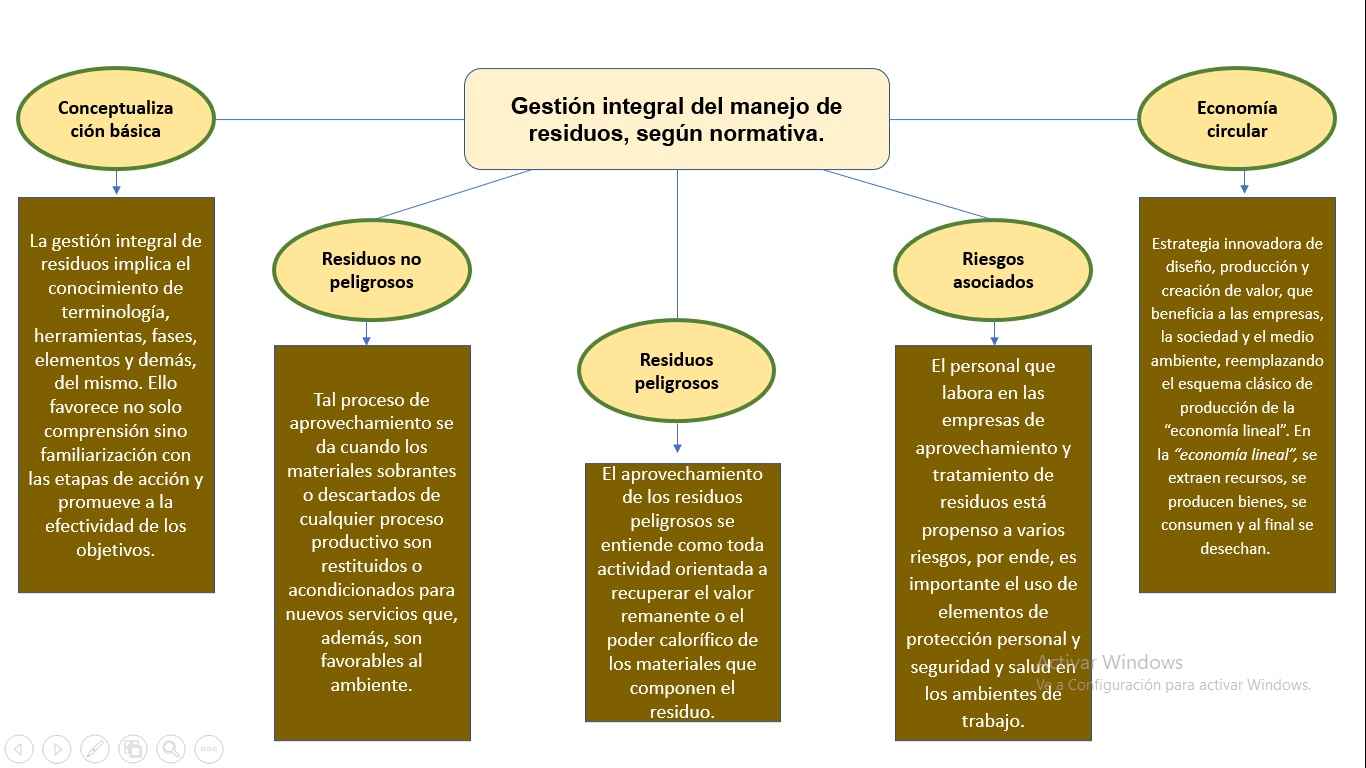 Gestión integral del manejo de
residuos, según normativa.
Conceptualiza
ción básica
La gestión integral de
residuos implica el
conocimiento de
terminología,
herramientas, fases,
elementos y demás,
del mismo. Ello
favorece no solo
comprensión sino
familiarización con
las etapas de acción y
promueve a la
efectividad de los
objetivos.
Residuos no
peligrosos
Tal proceso de
aprovechamiento se
da cuando los
materiales sobrantes
o descartados de
cualquier proceso
productivo son
restituidos o
acondicionados para
nuevos servicios que,
además, son
favorables al
ambiente.
Residuos
peligrosos
El aprovechamiento
de los residuos
peligrosos se
entiende como toda
actividad orientada a
recuperar el valor
remanente o el
poder calorífico de
los materiales que
componen el
residuo.
Riesgos
asociados
El personal que
labora en las
empresas de
aprovechamiento y
tratamiento de
residuos está
propenso a varios
riesgos, por ende, es
importante el uso de
elementos de
protección personal y
seguridad y salud en
los ambientes de
trabajo.
Economía
circular
Estrategia innovadora de
diseño, producción y
creación de valor, que
beneficia a las empresas,
la sociedad y el medio
ambiente, reemplazando
el esquema clásico de
producción de la
“economía lineal”. En
la “economía lineal”, se
extraen recursos, se
producen bienes, se
consumen y al final se
desechan.
Activar Windows
Ve a Configuración para activar Windows.